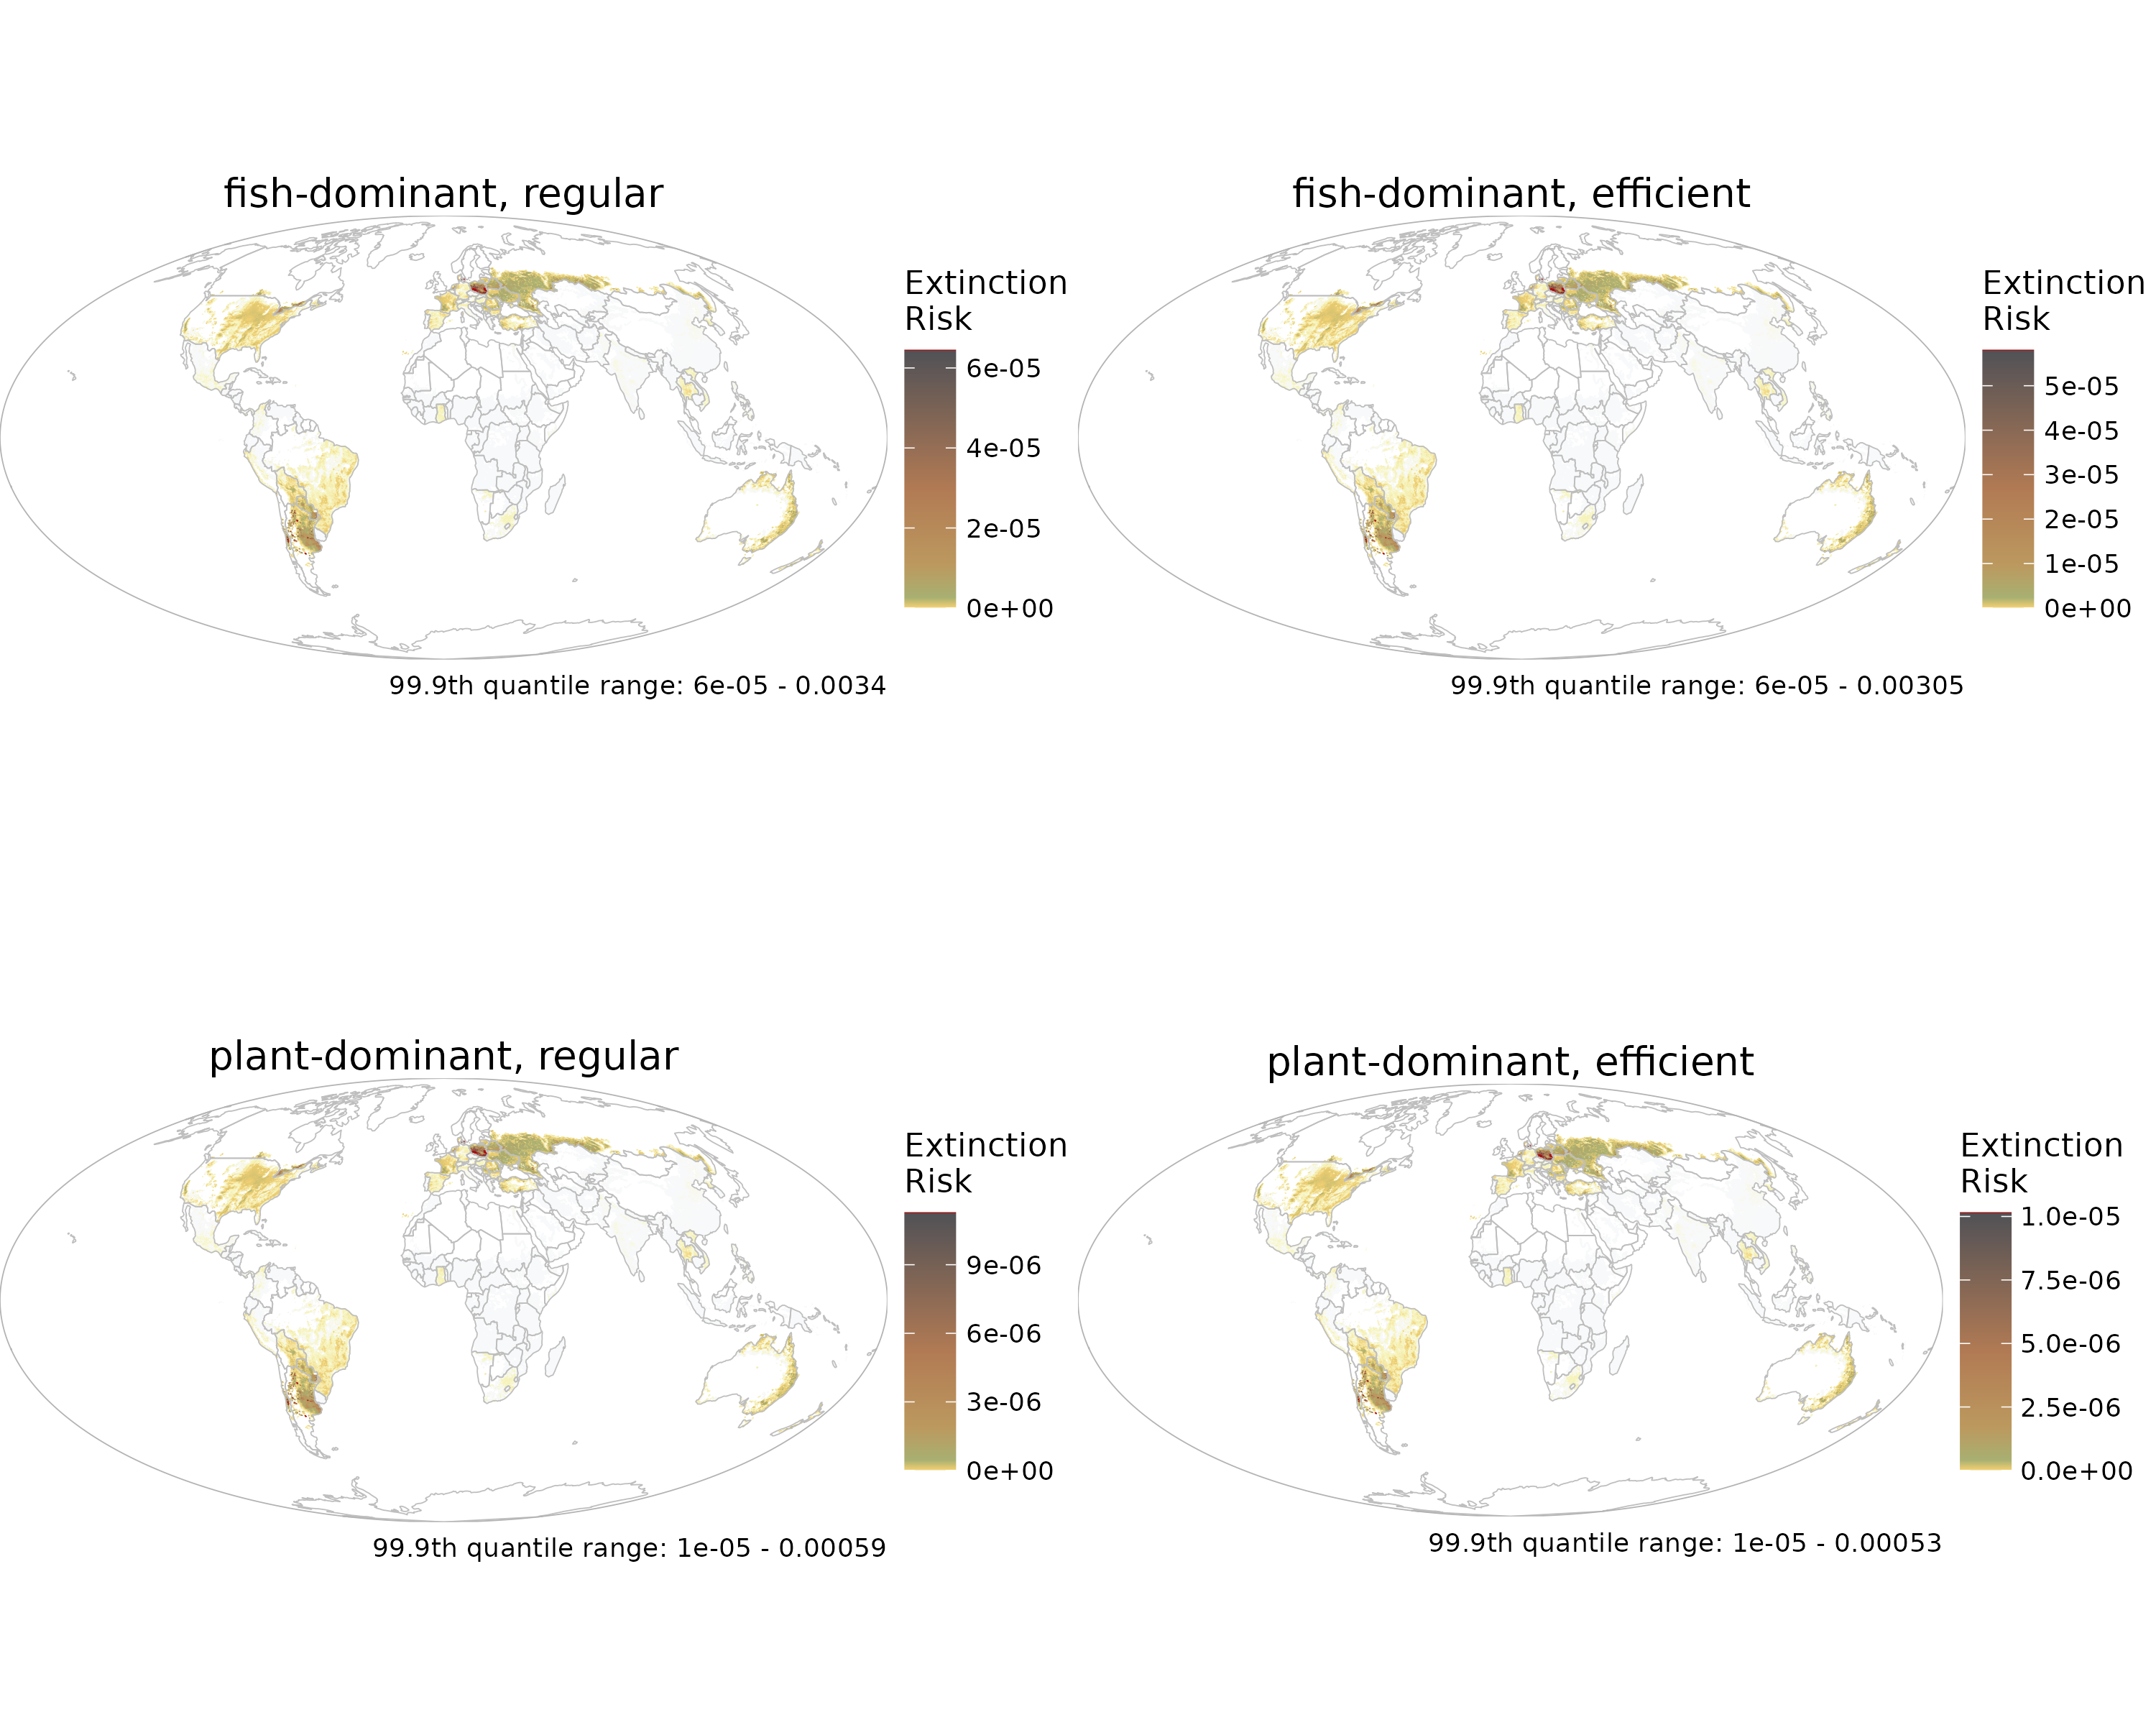 fish-dominant, regular
Extinction
Risk
6e-05
4e-05
2e-05
0e+00
99.9th quantile range: 6e-05 - 0.0034
fish-dominant, efficient
Extinction
Risk
5e-05
4e-05
3e-05
2e-05
1e-05
0e+00
99.9th quantile range: 6e-05 - 0.00305
plant-dominant, regular
Extinction
Risk
9e-06
6e-06
3e-06
0e+00
99.9th quantile range: 1e-05 - 0.00059
plant-dominant, efficient
Extinction
Risk
1.0e-05
7.5e-06
5.0e-06
2.5e-06
0.0e+00
99.9th quantile range: 1e-05 - 0.00053